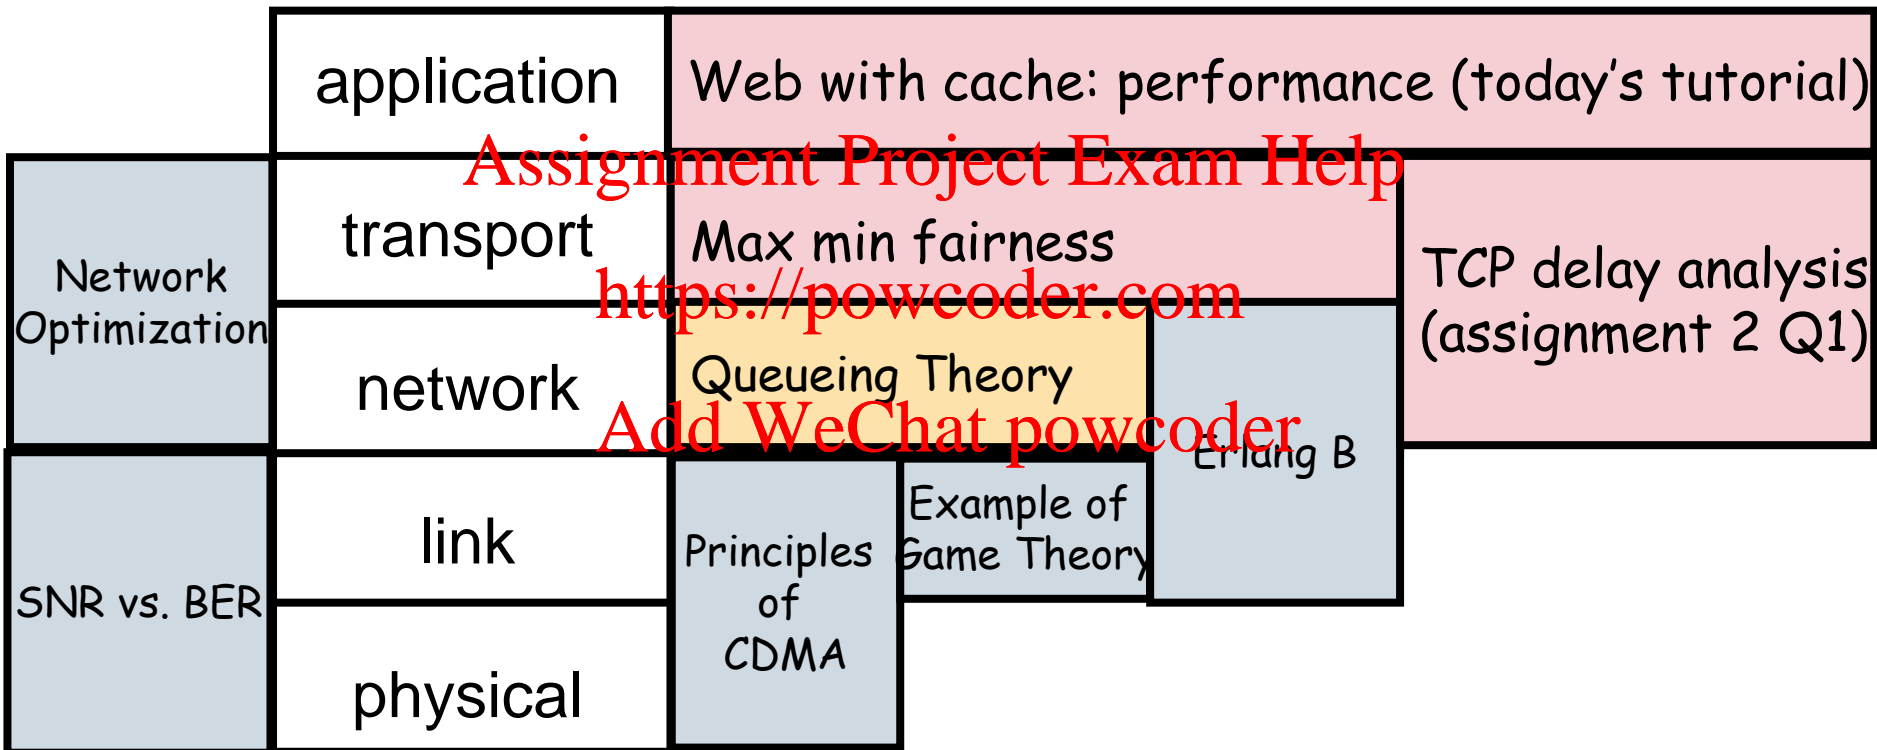 application
Web with cache: performance (today's tutorial)
Assignment Project Exam Help
Network
Optimization
transport
Max min fairness
TCP delay analysis
(assignment 2 Q1)
https://powcoder.com
network
Queueing Theory
Add WeChat powcoder
Erlang B
SNR vs. BER
link
Principles
of
CDMA
Example of
Game Theory
physical